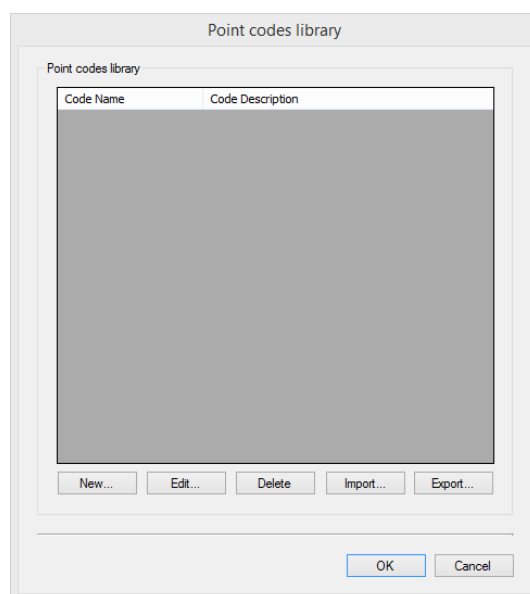 Point codes library
Point codes library
Code Name Code Description
New... Edit... Delete Import... Export...
OK Cancel